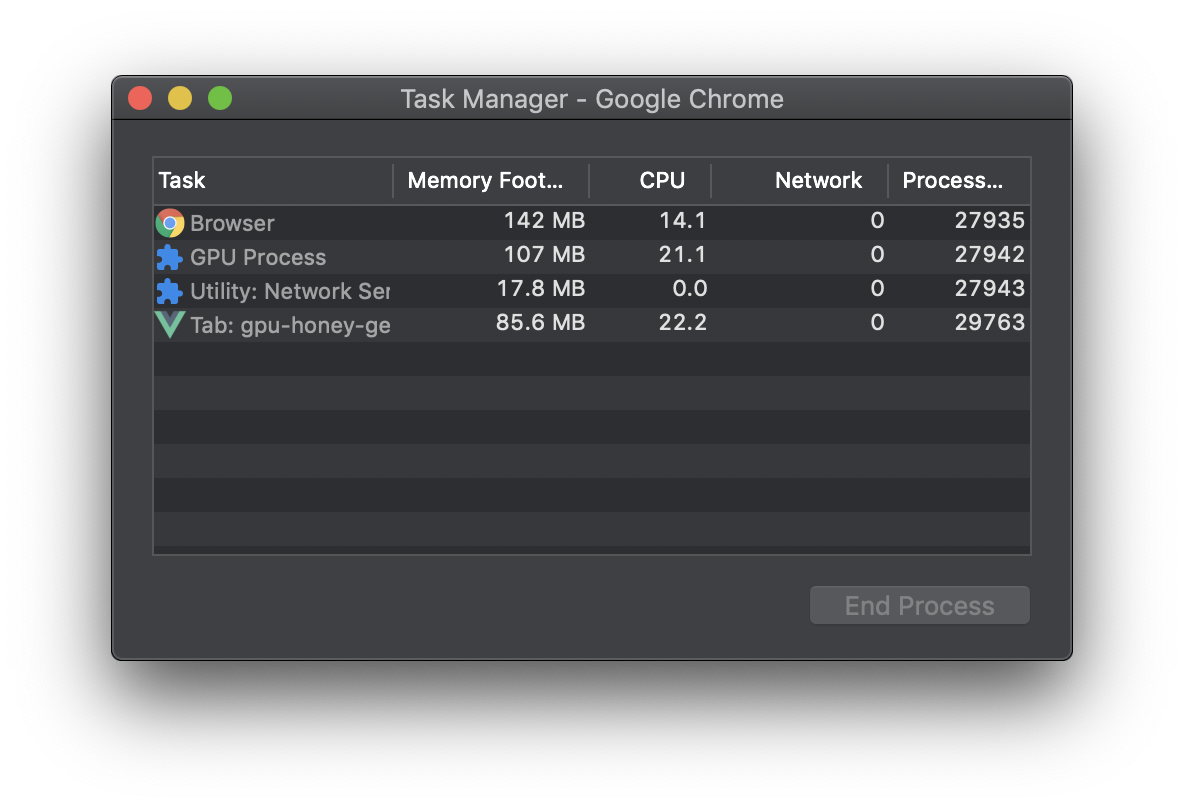 Task Manager - Google Chrome
Task Memory Foot... CPU Network Process...
Browser 142 MB 14.1 0 27935
GPU Process 107 MB 21.1 0 27942
Utility: Network Ser 17.8 MB 0.0 0 27943
Tab: gpu-honey-ge 85.6 MB 22.2 0 29763
End Process